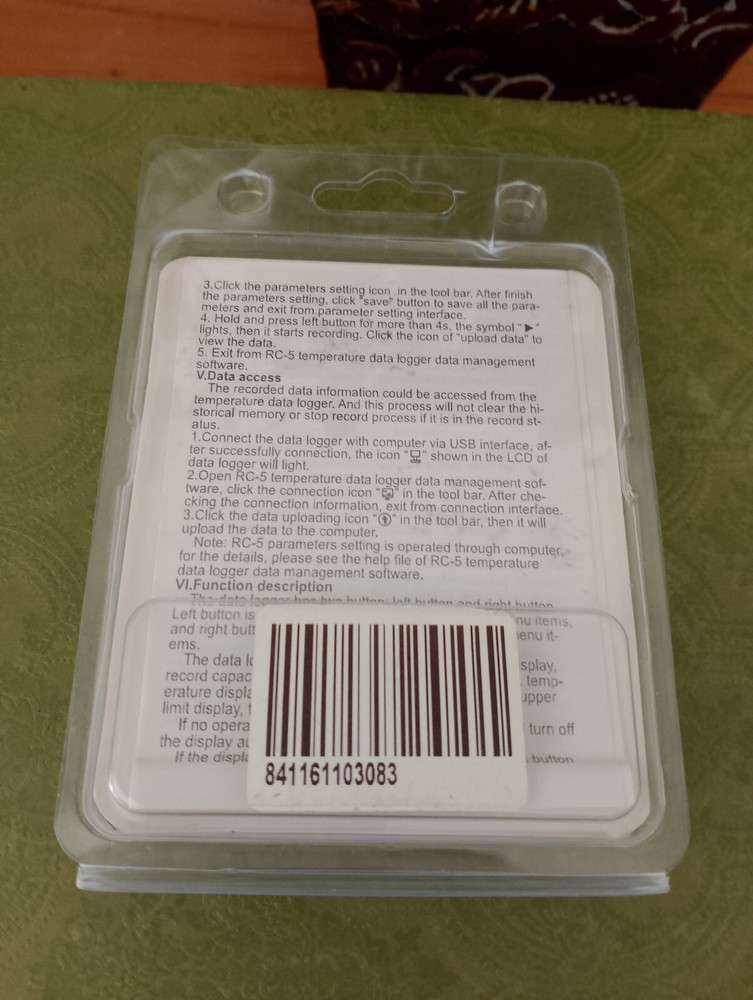 3.Click the parameters setting icon in the tool bar. After finish
the parameters setting, click "save" button to save all the para-
meters and exit from parameter setting interface.
4. Hold and press left button for more than 4s, the symbol "▶"
lights, then it starts recording. Click the icon of "upload data" to
view the data.
5. Exit from RC-5 temperature data logger data management
software.
V.Data access
The recorded data information could be accessed from the
temperature data logger. And this process will not clear the hi-
storical memory or stop record process if it is in the record st-
atus.
1.Connect the data logger with computer via USB interface, af-
ter successfully connection, the icon "" shown in the LCD of
data logger will light.
2.Open RC-5 temperature data logger data management sof-
tware, click the connection icon "" in the tool bar. After che-
cking the connection information, exit from connection interface.
3.Click the data uploading icon "" in the tool bar, then it will
upload the data to the computer.
Note: RC-5 parameters setting is operated through computer,
for the details, please see the help file of RC-5 temperature
data logger data management software.
VI.Function description
The data logger has two button: left button and right button
Left button is nu items,
and right butt enu it-
ems.
The data lo splay,
record capac temp-
erature displa upper
limit display,
If no opera turn off
the display au
If the displa button
841161103083